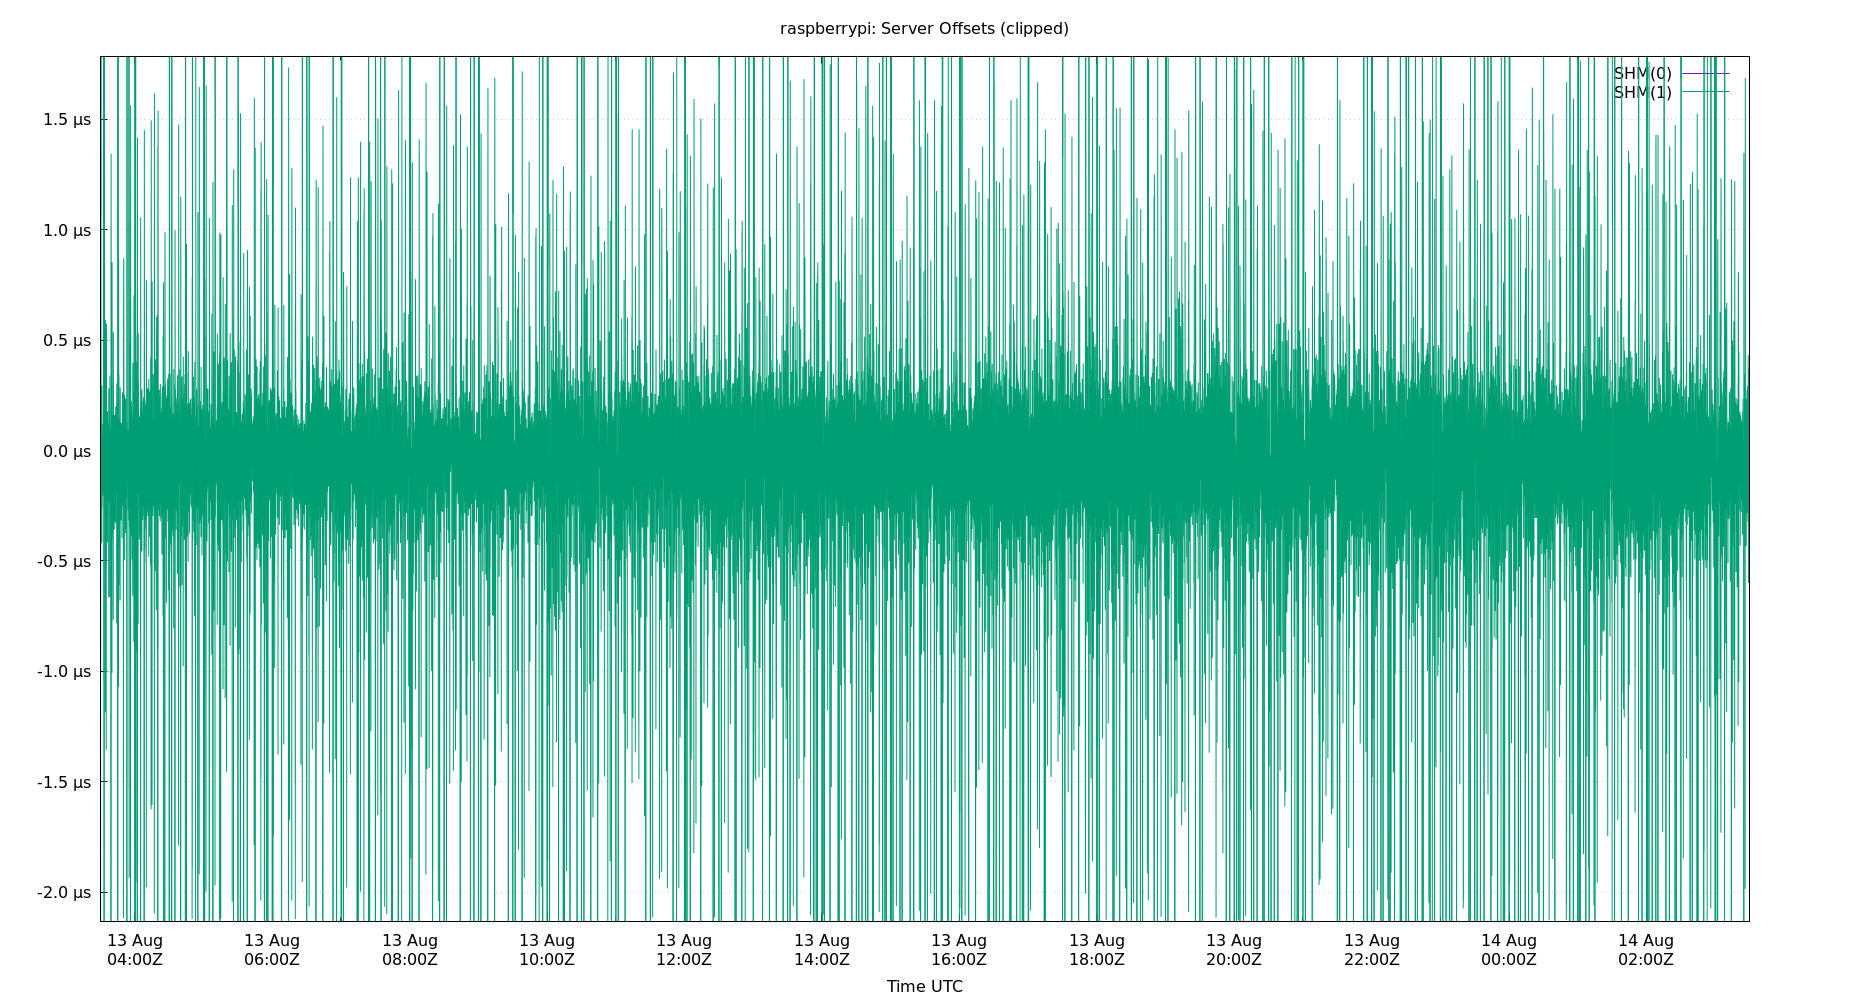 raspberrypi: Server Offsets (clipped)
SHM(0)
SHM(1)
1.5 µs
1.0 µs
0.5 µs
0.0 µs
-0.5 µs
-1.0 µs
-1.5 µs
-2.0 µs
13 Aug 13 Aug 13 Aug 13 Aug 13 Aug 13 Aug 13 Aug 13 Aug 13 Aug 13 Aug 14 Aug 14 Aug
04:00Z 06:00Z 08:00Z 10:00Z 12:00Z 14:00Z 16:00Z 18:00Z 20:00Z 22:00Z 00:00Z 02:00Z
Time UTC